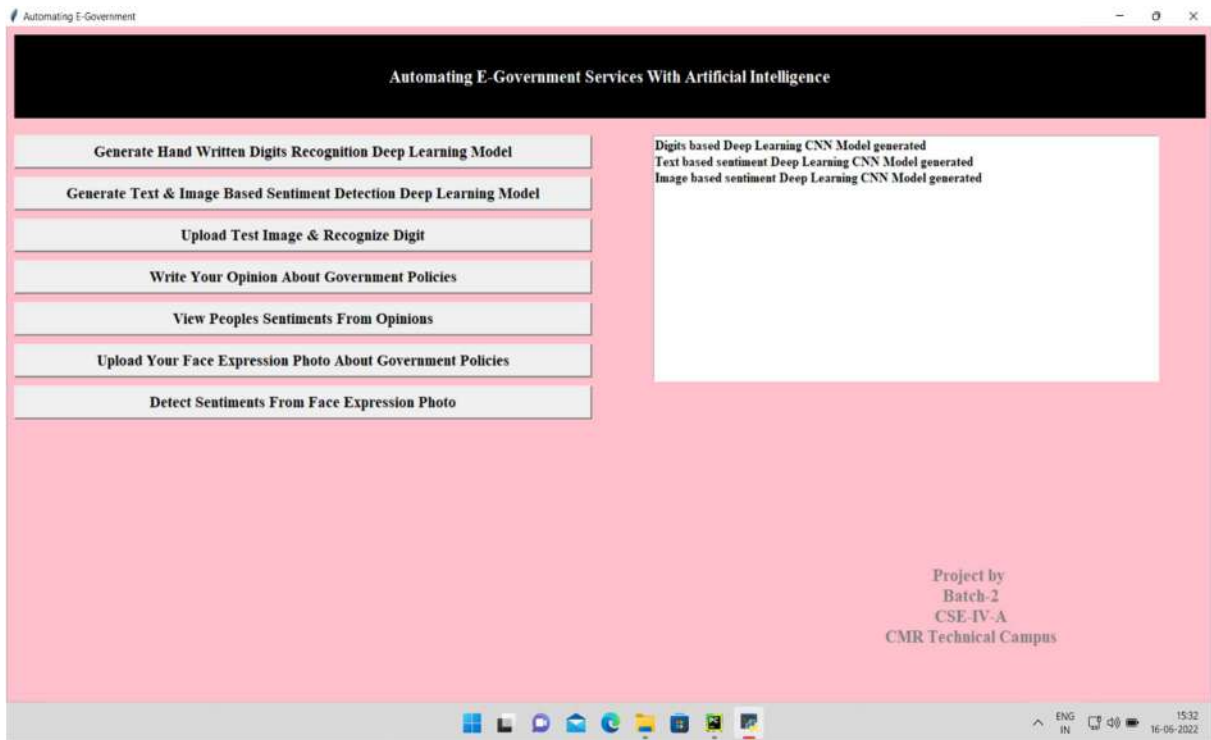 Automating E-Government
Automating E-Government Services With Artificial Intelligence
Generate Hand Written Digits Recognition Deep Learning Model
Generate Text & Image Based Sentiment Detection Deep Learning Model
Upload Test Image & Recognize Digit
Write Your Opinion About Government Policies
View Peoples Sentiments From Opinions
Upload Your Face Expression Photo About Government Policies
Detect Sentiments From Face Expression Photo
Digits based Deep Learning CNN Model generated
Text based sentiment Deep Learning CNN Model generated
Image based sentiment Deep Learning CNN Model generated
Project by
Batch-2
CSE-IV-A
CMR Technical Campus
ENG
IN
15:32
16-06-2022